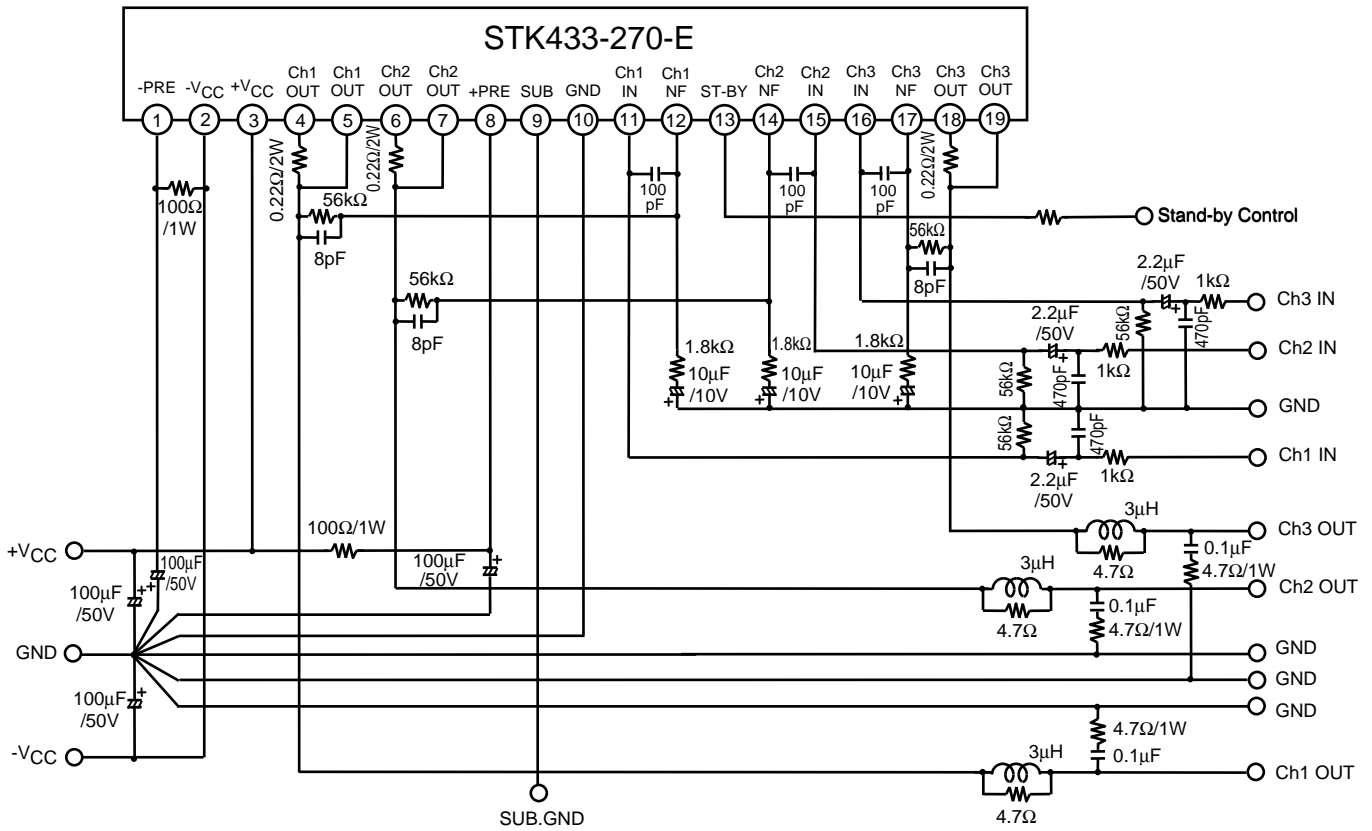 STK433-270-E
-PRE
-VCC
+VCC
Ch1
OUT
Ch1
OUT
Ch2
OUT
Ch2
OUT
+PRE
SUB
GND
Ch1
IN
Ch1
NF
ST-BY
Ch2
NF
Ch2
IN
Ch3
IN
Ch3
NF
Ch3
OUT
Ch3
OUT
1
2
3
4
5
6
7
8
9
10
11
12
13
14
15
16
17
18
19
100Ω
/1W
0.22Ω/2W
0.22Ω/2W
0.22Ω/2W
100
pF
100
pF
100
pF
56kΩ
8pF
56kΩ
8pF
56kΩ
8pF
Stand-by Control
2.2µF
/50V
1kΩ
Ch3 IN
56kΩ
470pF
2.2µF
/50V
1kΩ
Ch2 IN
1.8kΩ
10µF
/10V
+
1.8kΩ
10µF
/10V
+
1.8kΩ
10µF
/10V
+
56kΩ
470pF
GND
56kΩ
470pF
2.2µF
/50V
1kΩ
Ch1 IN
+VCC
100Ω/1W
100µF
/50V
+
100µF
/50V
+
100µF
/50V
+
3µH
4.7Ω
Ch3 OUT
0.1µF
4.7Ω/1W
3µH
4.7Ω
Ch2 OUT
0.1µF
4.7Ω/1W
GND
GND
GND
GND
100µF
/50V
+
-VCC
4.7Ω/1W
0.1µF
3µH
4.7Ω
Ch1 OUT
SUB.GND